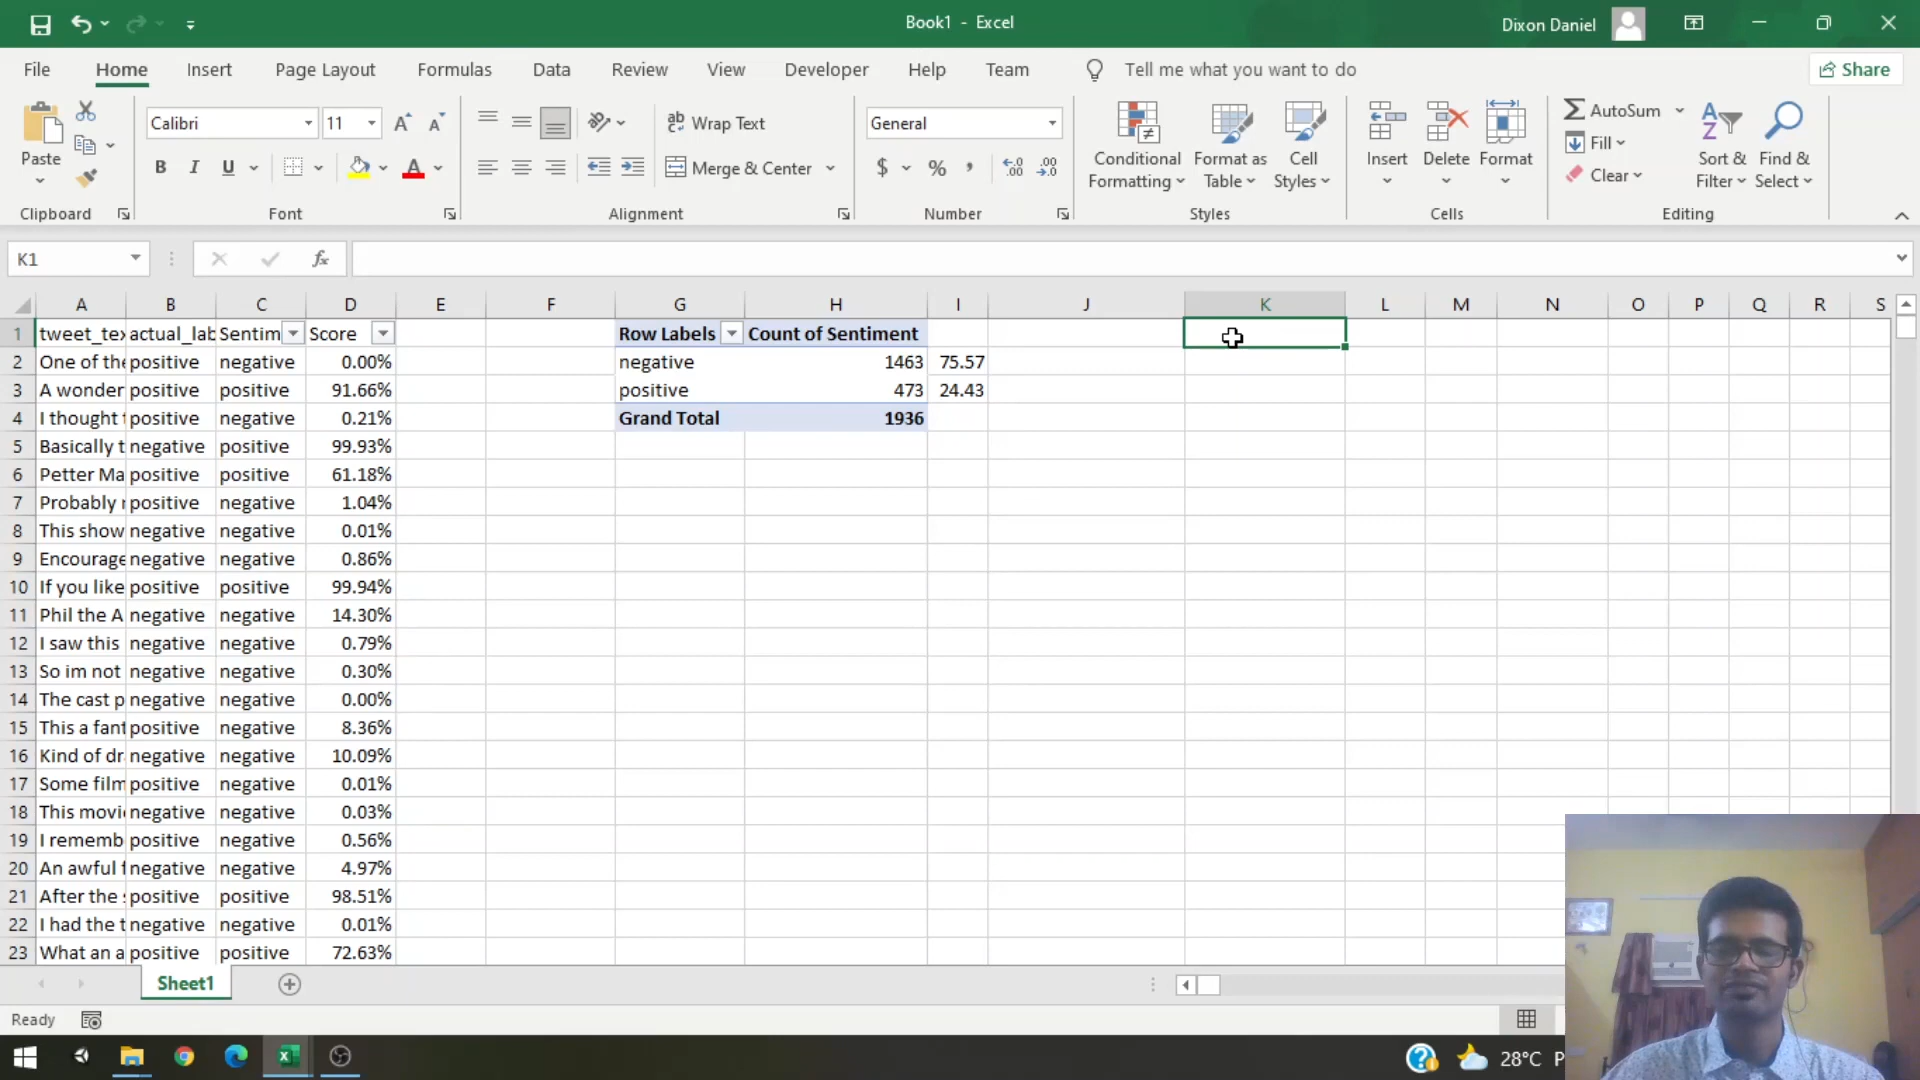 Book1 - Excel
Dixon Daniel
File Home Insert Page Layout Formulas Data Review View Developer Help Team Tell me what you want to do Share
Paste
Clipboard
Calibri 11
B I U
Font
Wrap Text
Merge & Center
Alignment
General
$ % ,
Number
Conditional Formatting
Format as Table
Cell Styles
Styles
Insert Delete Format
Cells
AutoSum
Fill
Clear
Sort & Filter
Find & Select
Editing
K1 fx
A B C D E F G H I J K L M N O P Q R S
1 tweet_tex actual_lab Sentim Score Row Labels Count of Sentiment
2 One of the positive negative 0.00% negative 1463 75.57
3 A wonder positive positive 91.66% positive 473 24.43
4 I thought t positive negative 0.21% Grand Total 1936
5 Basically t negative positive 99.93%
6 Petter Ma positive positive 61.18%
7 Probably positive negative 1.04%
8 This show negative negative 0.01%
9 Encourage negative negative 0.86%
10 If you like positive positive 99.94%
11 Phil the A negative negative 14.30%
12 I saw this negative negative 0.79%
13 So im not negative negative 0.30%
14 The cast p negative negative 0.00%
15 This a fant positive negative 8.36%
16 Kind of dr negative negative 10.09%
17 Some film positive negative 0.01%
18 This movi negative negative 0.03%
19 I rememb positive negative 0.56%
20 An awful f negative negative 4.97%
21 After the s positive positive 98.51%
22 I had the t negative negative 0.01%
23 What an a positive positive 72.63%
Sheet1
Ready
28°C P